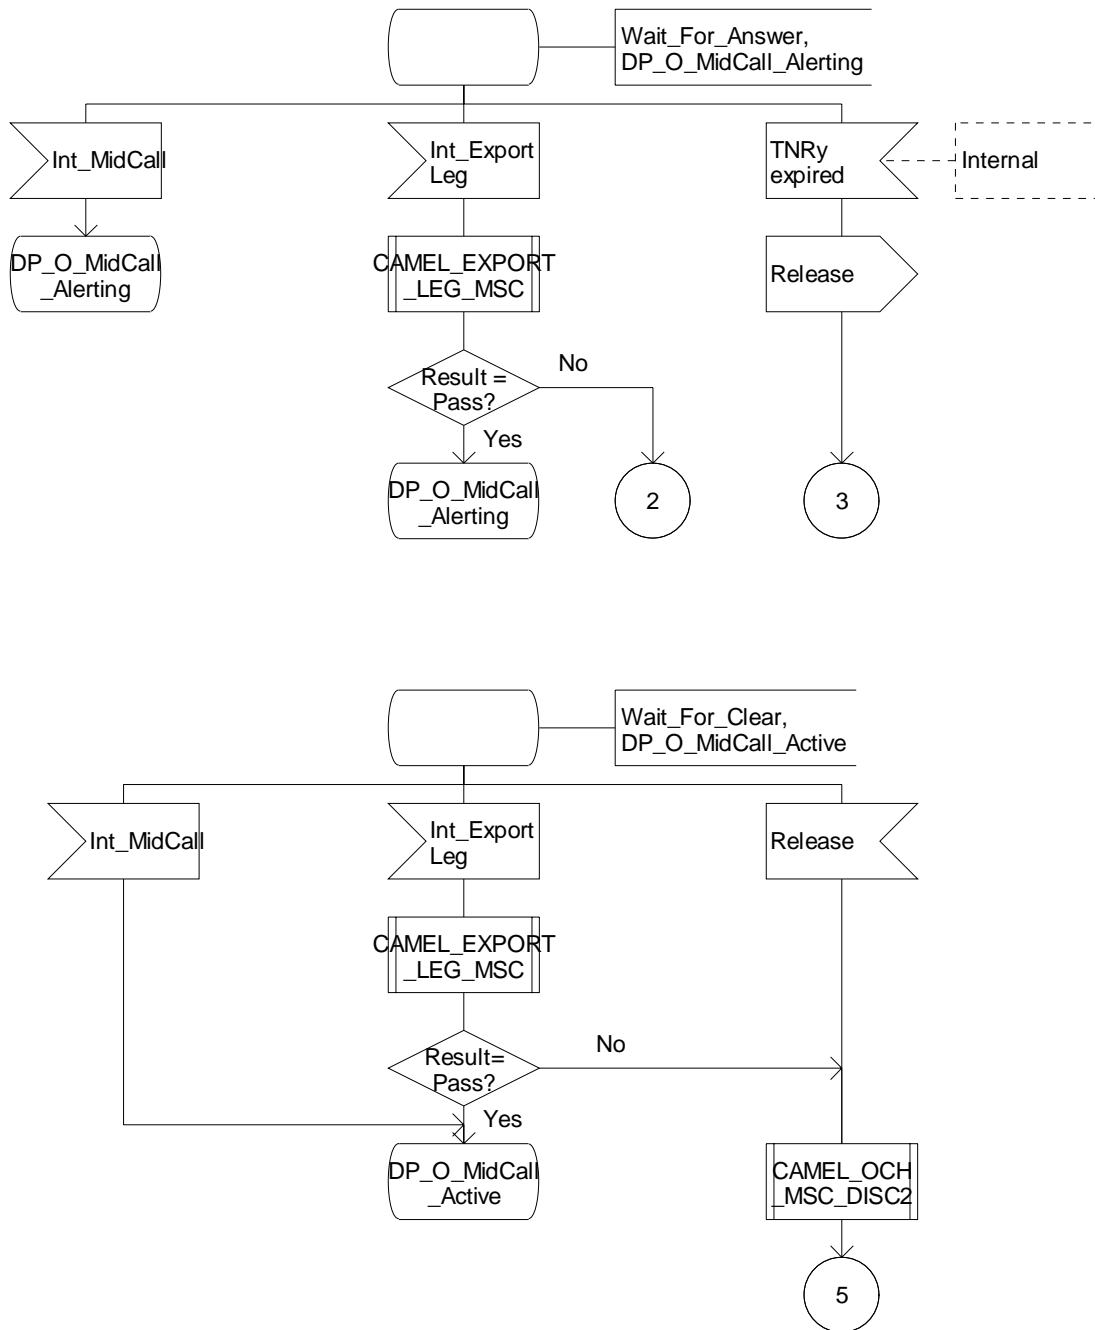 Wait_For_Answer,
DP_O_MidCall_Alerting
Int_MidCall
Int_Export
Leg
TNRy
expired
Internal
DP_O_MidCall
_Alerting
CAMEL_EXPORT
_LEG_MSC
Release
Result =
Pass?
No
Yes
DP_O_MidCall
_Alerting
2
3
Wait_For_Clear,
DP_O_MidCall_Active
Int_MidCall
Int_Export
Leg
Release
CAMEL_EXPORT
_LEG_MSC
Result=
Pass?
No
Yes
DP_O_MidCall
_Active
CAMEL_OCH
_MSC_DISC2
5